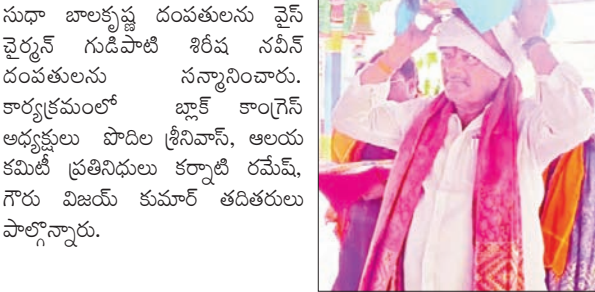 సుధా బాలకృష్ణ దంపతులను వైస్
చైర్మన్ గుడిపాటి శిరీష నవీన్
దంపతులను సన్మానించారు.
కార్యక్రమంలో బ్లాక్ కాంగ్రెస్
అధ్యక్షులు పొదిల శ్రీనివాస్, ఆలయ
కమిటీ ప్రతినిధులు కర్నాటి రమేష్,
గౌరు విజయ్ కుమార్ తదితరులు
పాల్గొన్నారు.